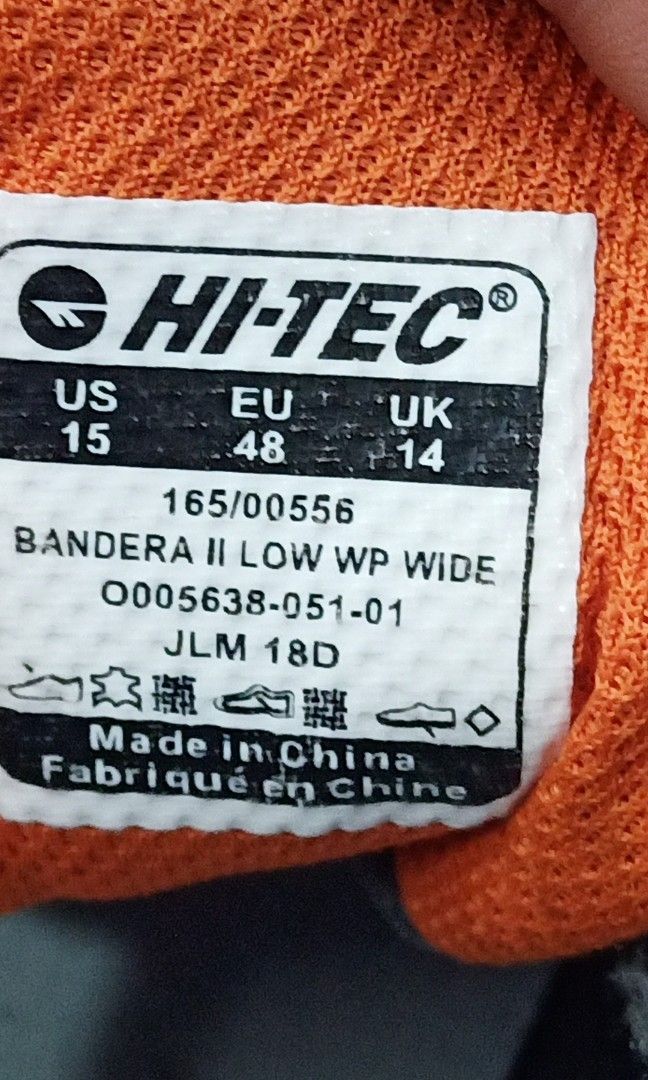 HI-TEC®
US EU UK
15 48 14
165/00556
BANDERA II LOW WP WIDE
O005638-051-01
JLM 18D
Made in China
Fabriqué en Chine